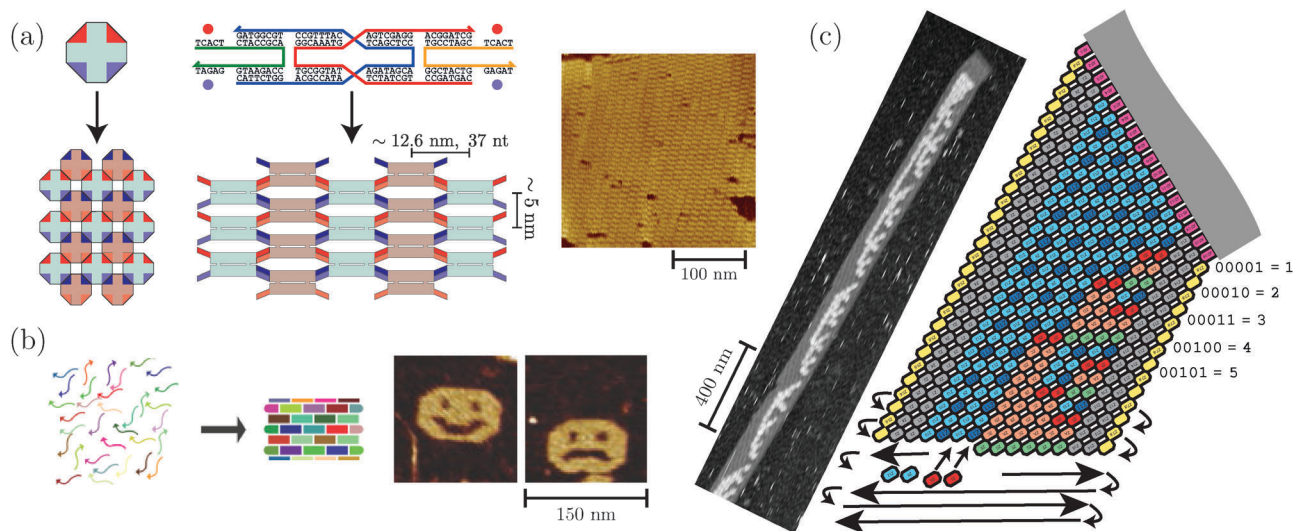 (a)
GATGGCGT CCGTTTAC AGTCGAGG ACGGATCG
TCACT CTACCGCA GGCAAATG TCAGCTCC TGCCTAGC TCACT
TAGAG GTAAGACC TGCGGTAT AGATAGCA GGCTACTG GAGAT
CATTCTGG ACGCCATA TCTATCGT CCGATGAC
~ 12.6 nm, 37 nt
~ 5 nm
100 nm
(b)
150 nm
(c)
400 nm
00001 = 1
00010 = 2
00011 = 3
00100 = 4
00101 = 5